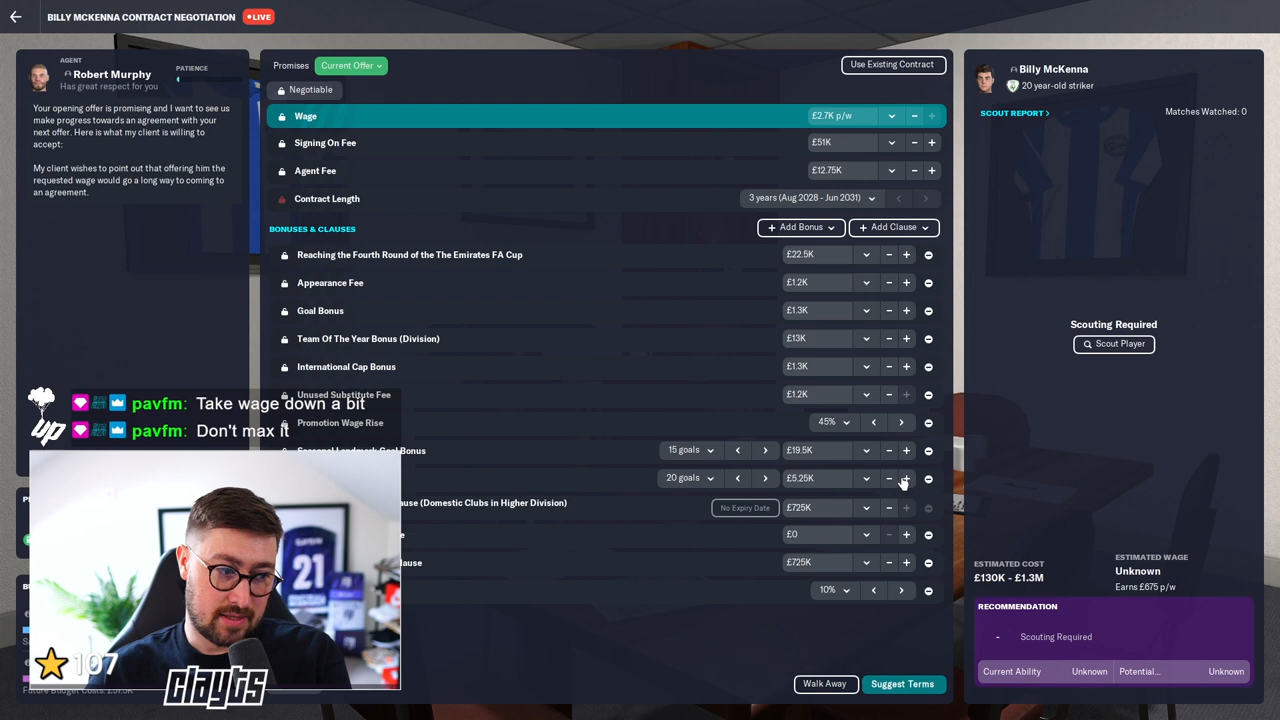 BILLY MCKENNA CONTRACT NEGOTIATION
LIVE
AGENT
Robert Murphy
Has great respect for you
PATIENCE
Your opening offer is promising and I want to see us
make progress towards an agreement with your
next offer. Here is what my client is willing to
accept:
My client wishes to point out that offering him the
requested wage would go a long way to coming to
an agreement.
Promises
Current Offer
Use Existing Contract
Negotiable
Wage £2.7K p/w
Signing On Fee £51K
Agent Fee £12.75K
Contract Length 3 years (Aug 2028 - Jun 2031)
BONUSES & CLAUSES
Add Bonus
Add Clause
Reaching the Fourth Round of the The Emirates FA Cup £22.5K
Appearance Fee £1.2K
Goal Bonus £1.3K
Team Of The Year Bonus (Division) £13K
International Cap Bonus £1.3K
Unused Substitute Fee £1.2K
Promotion Wage Rise 45%
Seasonal Landmark Goal Bonus 15 goals £19.5K
20 goals £5.25K
ause (Domestic Clubs in Higher Division) No Expiry Date £725K
e £0
lause £725K
10%
pavfm: Take wage down a bit
pavfm: Don't max it
UP
21
107
clayts
Walk Away
Suggest Terms
Billy McKenna
20 year-old striker
SCOUT REPORT
Matches Watched: 0
Scouting Required
Scout Player
ESTIMATED COST
£130K - £1.3M
ESTIMATED WAGE
Unknown
Earns £675 p/w
RECOMMENDATION
- Scouting Required
Current Ability Unknown
Potential... Unknown